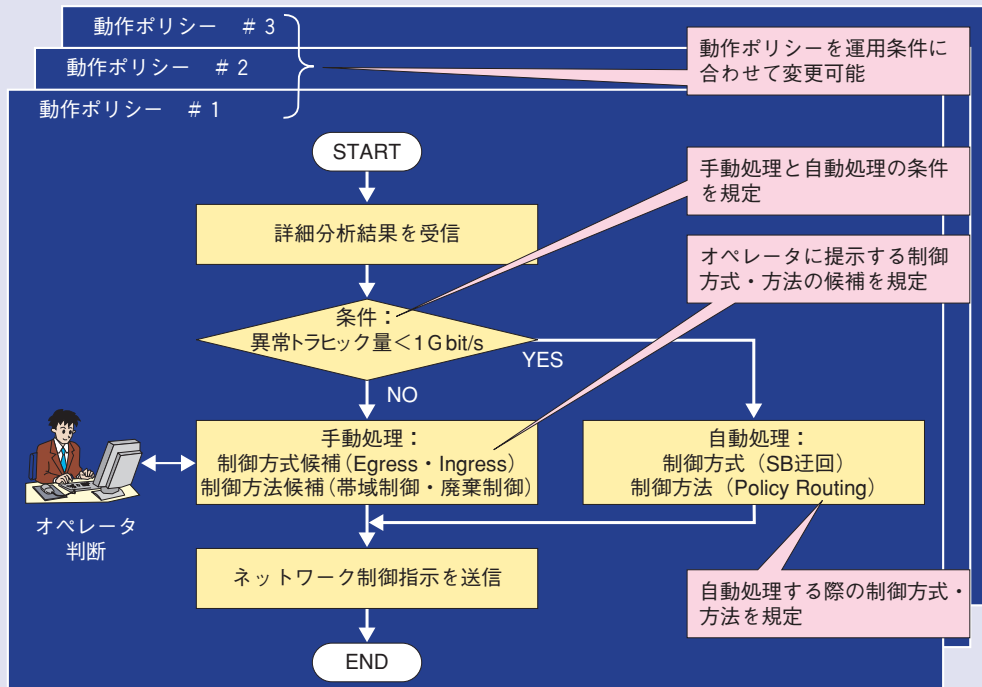 動作ポリシー ＃3
動作ポリシー ＃2
動作ポリシー ＃1
動作ポリシーを運用条件に
合わせて変更可能
START
手動処理と自動処理の条件
を規定
詳細分析結果を受信
オペレータに提示する制御
方式・方法の候補を規定
条件：
異常トラヒック量＜1Gbit/s
YES
NO
手動処理：
制御方式候補（Egress・Ingress）
制御方法候補（帯域制御・廃棄制御）
自動処理：
制御方式（SB迂回）
制御方法（Policy Routing）
オペレータ
判断
ネットワーク制御指示を送信
自動処理する際の制御方式・
方法を規定
END